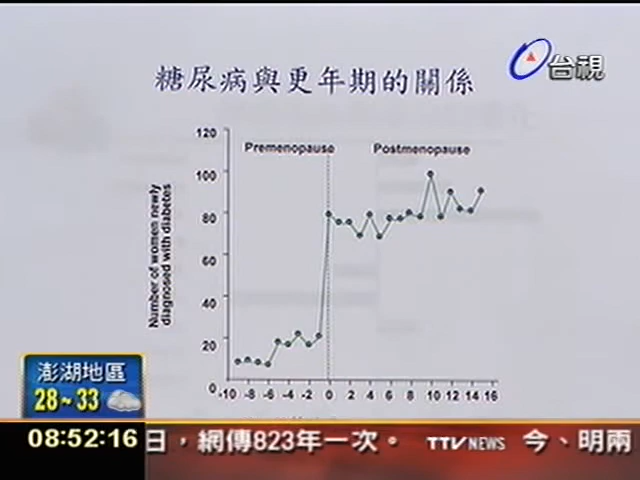 台視
糖尿病與更年期的關係
Premenopause
Postmenopause
Number of women newly
diagnosed with diabetes
120
100
80
60
40
20
0
-10 -8 -6 -4 -2 0 2 4 6 8 10 12 14 16
澎湖地區
28~33
08:52:16
日，網傳823年一次。 TTV NEWS 今、明兩